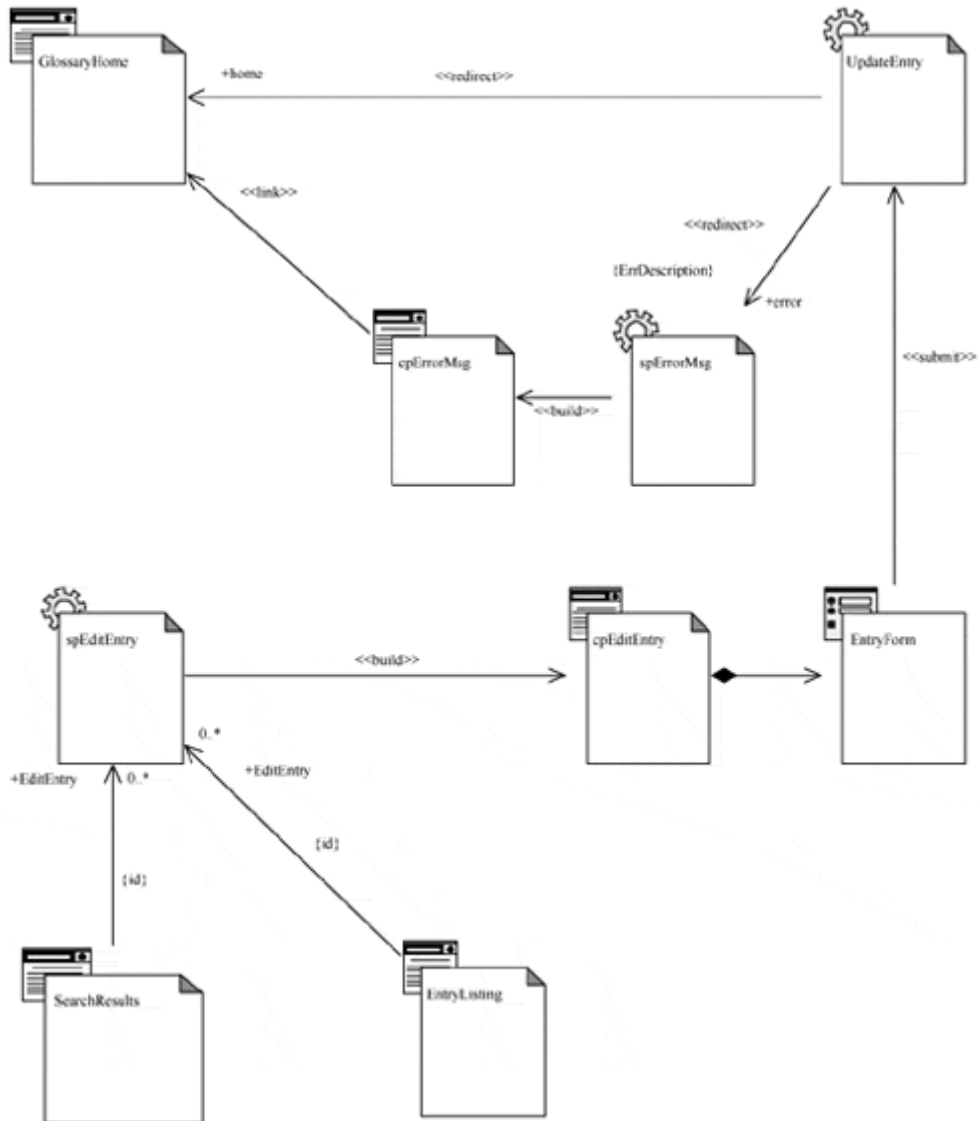 GlossaryHome
UpdateEntry
+home
<<redirect>>
<<link>>
<<redirect>>
{ErrDescription}
+error
cpErrorMsg
spErrorMsg
<<submit>>
<<build>>
spEditEntry
cpEditEntry
EntryForm
<<build>>
0..*
+EditEntry
+EditEntry
0..*
{id}
{id}
SearchResults
EntryListing